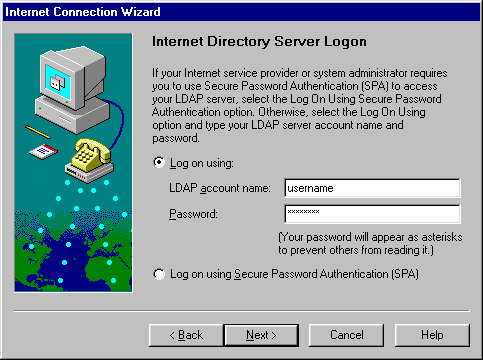 Internet Connection Wizard
Internet Directory Server Logon
If your Internet service provider or system administrator requires
you to use Secure Password Authentication (SPA) to access
your LDAP server, select the Log On Using Secure Password
Authentication option. Otherwise, select the Log On Using
option and type your LDAP server account name and
password.
Log on using:
LDAP account name: username
Password: ********
(Your password will appear as asterisks
to prevent others from reading it.)
Log on using Secure Password Authentication (SPA)
< Back Next > Cancel Help